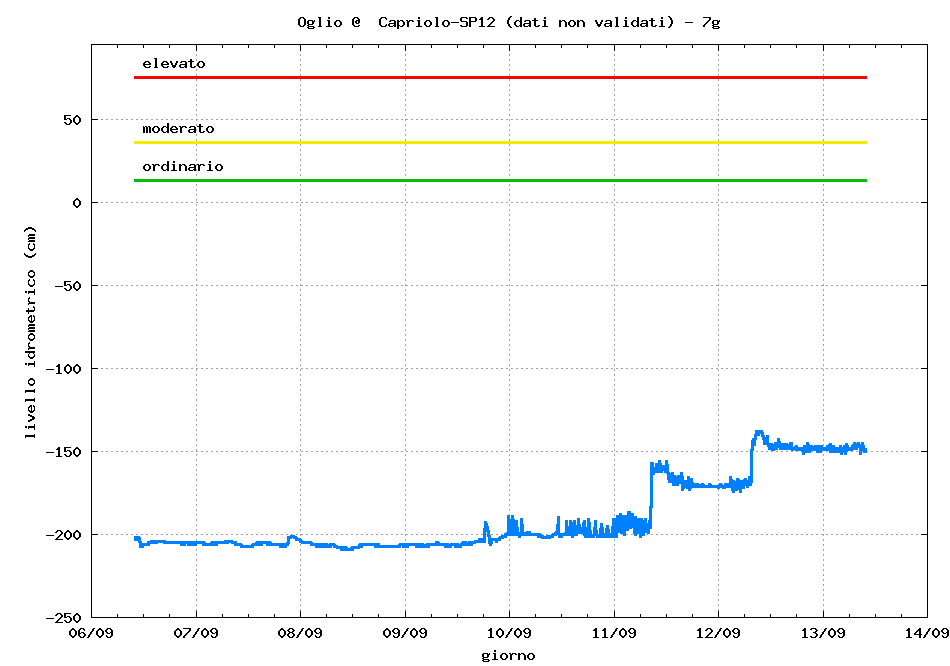 Oglio @  Capriolo-SP12 (dati non validati) - 7g
elevato
moderato
ordinario
50
0
-50
-100
-150
-200
-250
livello idrometrico (cm)
06/09 07/09 08/09 09/09 10/09 11/09 12/09 13/09 14/09
giorno